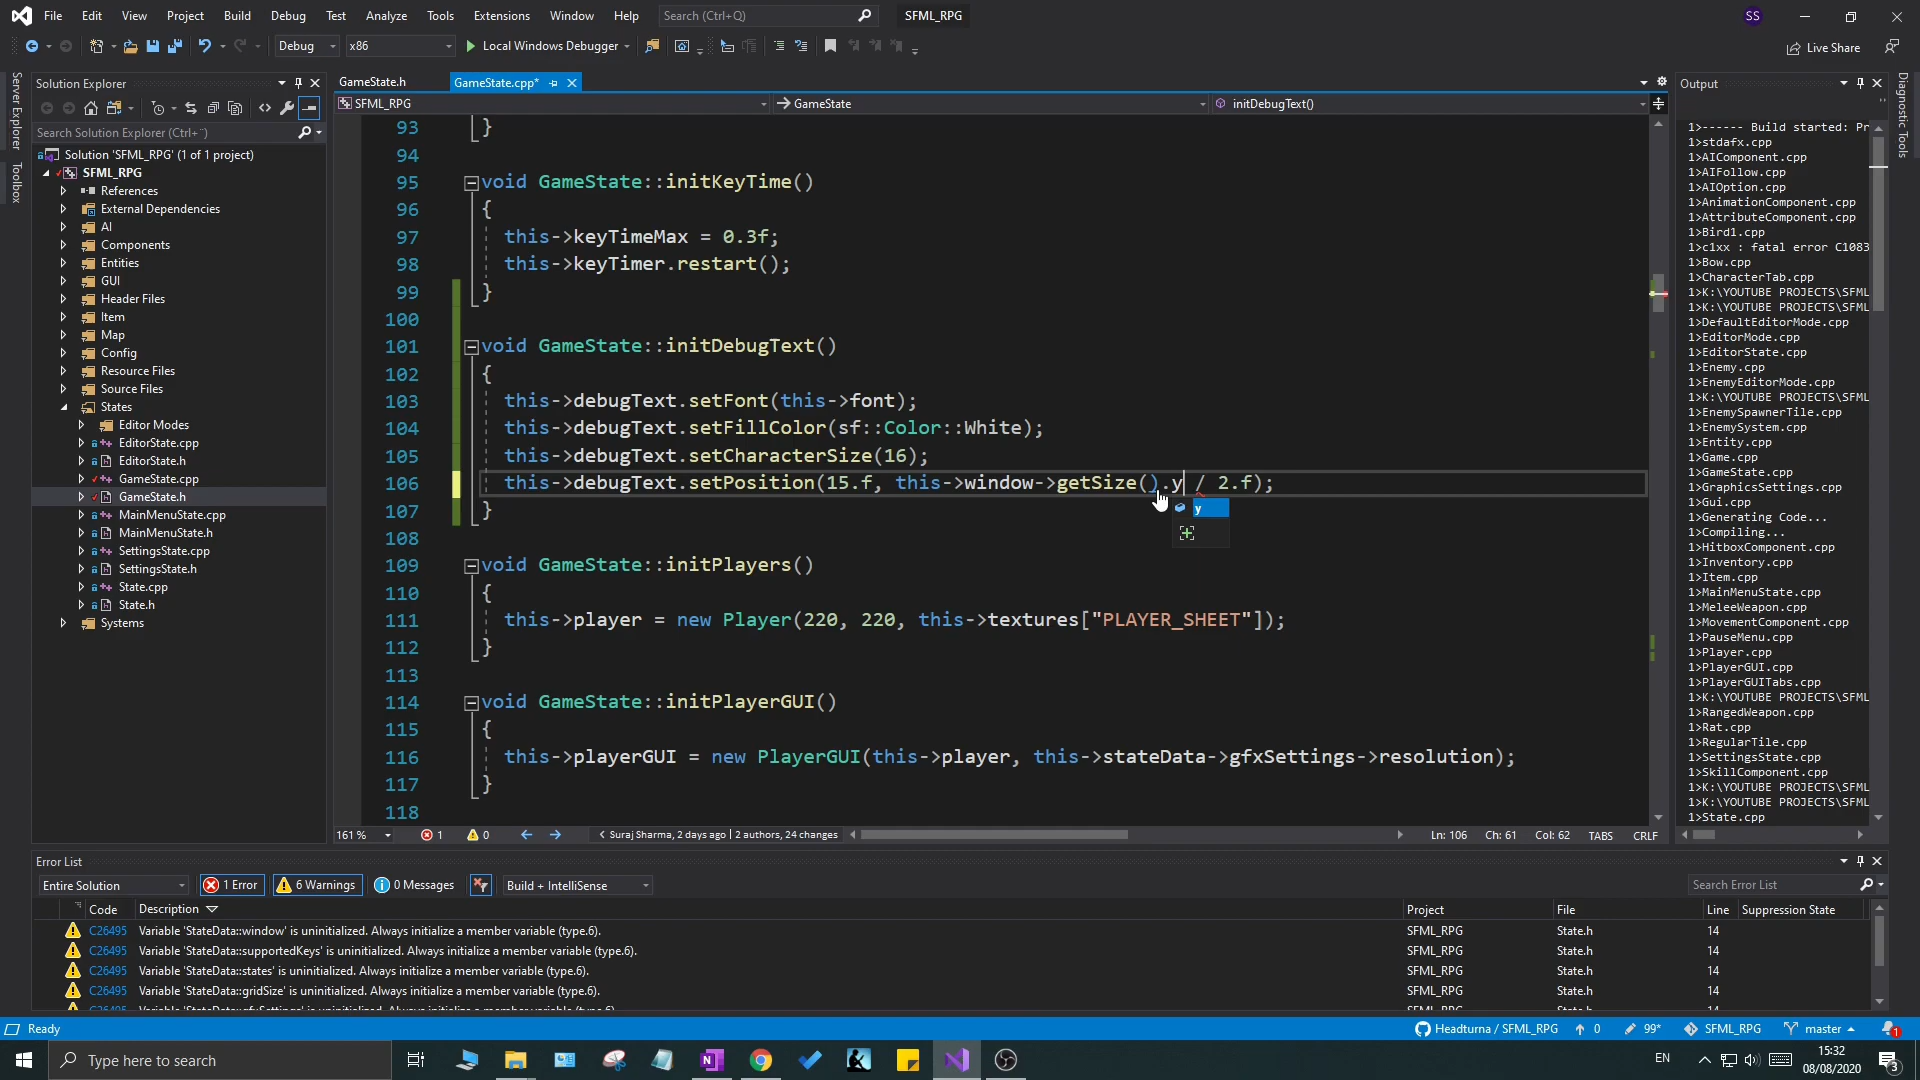 File Edit View Project Build Debug Test Analyze Tools Extensions Window Help Search (Ctrl+Q) SFML_RPG SS
Debug x86 Local Windows Debugger Live Share
Server Explorer
Toolbox
Solution Explorer
Search Solution Explorer (Ctrl+¨)
Solution 'SFML_RPG' (1 of 1 project)
SFML_RPG
References
External Dependencies
AI
Components
Entities
GUI
Header Files
Item
Map
Config
Resource Files
Source Files
States
Editor Modes
EditorState.cpp
EditorState.h
GameState.cpp
GameState.h
MainMenuState.cpp
MainMenuState.h
SettingsState.cpp
SettingsState.h
State.cpp
State.h
Systems
GameState.h GameState.cpp*
SFML_RPG GameState initDebugText()
93 }
94
95 void GameState::initKeyTime()
96 {
97 this->keyTimeMax = 0.3f;
98 this->keyTimer.restart();
99 }
100
101 void GameState::initDebugText()
102 {
103 this->debugText.setFont(this->font);
104 this->debugText.setFillColor(sf::Color::White);
105 this->debugText.setCharacterSize(16);
106 this->debugText.setPosition(15.f, this->window->getSize().y / 2.f);
y
107 }
108
109 void GameState::initPlayers()
110 {
111 this->player = new Player(220, 220, this->textures["PLAYER_SHEET"]);
112 }
113
114 void GameState::initPlayerGUI()
115 {
116 this->playerGUI = new PlayerGUI(this->player, this->stateData->gfxSettings->resolution);
117 }
118
161 % 1 0 Suraj Sharma, 2 days ago | 2 authors, 24 changes Ln: 106 Ch: 61 Col: 62 TABS CRLF
Output
1>------ Build started: Pr
1>stdafx.cpp
1>AIComponent.cpp
1>AIFollow.cpp
1>AIOption.cpp
1>AnimationComponent.cpp
1>AttributeComponent.cpp
1>Bird1.cpp
1>c1xx : fatal error C1083
1>Bow.cpp
1>CharacterTab.cpp
1>K:\YOUTUBE PROJECTS\SFML
1>K:\YOUTUBE PROJECTS\SFML
1>DefaultEditorMode.cpp
1>EditorMode.cpp
1>EditorState.cpp
1>Enemy.cpp
1>EnemyEditorMode.cpp
1>K:\YOUTUBE PROJECTS\SFML
1>EnemySpawnerTile.cpp
1>EnemySystem.cpp
1>Entity.cpp
1>Game.cpp
1>GameState.cpp
1>GraphicsSettings.cpp
1>Gui.cpp
1>Generating Code...
1>Compiling...
1>HitboxComponent.cpp
1>Inventory.cpp
1>Item.cpp
1>MainMenuState.cpp
1>MeleeWeapon.cpp
1>MovementComponent.cpp
1>PauseMenu.cpp
1>Player.cpp
1>PlayerGUI.cpp
1>PlayerGUITabs.cpp
1>K:\YOUTUBE PROJECTS\SFML
1>RangedWeapon.cpp
1>Rat.cpp
1>RegularTile.cpp
1>SettingsState.cpp
1>SkillComponent.cpp
1>K:\YOUTUBE PROJECTS\SFML
1>K:\YOUTUBE PROJECTS\SFML
1>State.cpp
Diagnostic Tools
Error List
Entire Solution 1 Error 6 Warnings 0 Messages Build + IntelliSense Search Error List
Code Description Project File Line Suppression State
C26495 Variable 'StateData::window' is uninitialized. Always initialize a member variable (type.6). SFML_RPG State.h 14
C26495 Variable 'StateData::supportedKeys' is uninitialized. Always initialize a member variable (type.6). SFML_RPG State.h 14
C26495 Variable 'StateData::states' is uninitialized. Always initialize a member variable (type.6). SFML_RPG State.h 14
C26495 Variable 'StateData::gridSize' is uninitialized. Always initialize a member variable (type.6). SFML_RPG State.h 14
Ready Headturna / SFML_RPG 0 99* SFML_RPG master 1
Type here to search EN 15:32
08/08/2020 3